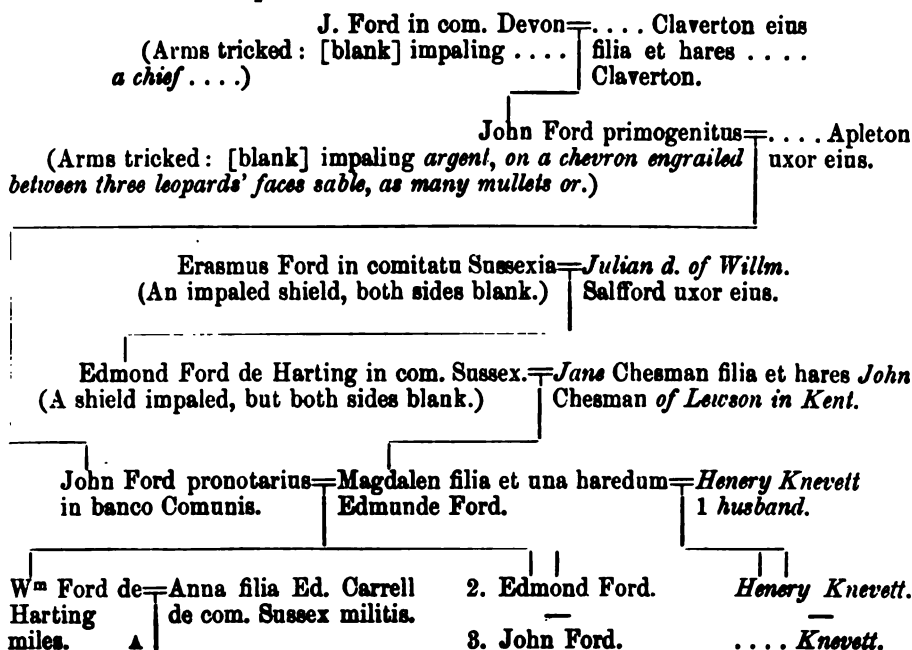 J. Ford in com. Devon=. . . . Claverton eius
(Arms tricked: [blank] impaling . . . . filia et hares . . . .
a chief . . . .) Claverton.
John Ford primogenitus=. . . . Apleton
(Arms tricked: [blank] impaling argent, on a chevron engrailed uxor eius.
between three leopards' faces sable, as many mullets or.)
Erasmus Ford in comitatu Sussexia=Julian d. of Willm.
(An impaled shield, both sides blank.) Salfford uxor eius.
Edmond Ford de Harting in com. Sussex.=Jane Chesman filia et hares John
(A shield impaled, but both sides blank.) Chesman of Lewson in Kent.
John Ford pronotarius=Magdalen filia et una haredum=Henery Knevett
in banco Comunis. Edmunde Ford. 1 husband.
Wm Ford de=Anna filia Ed. Carrell 2. Edmond Ford. Henery Knevett.
Harting de com. Sussex militis.
miles. A 3. John Ford. . . . . Knevett.